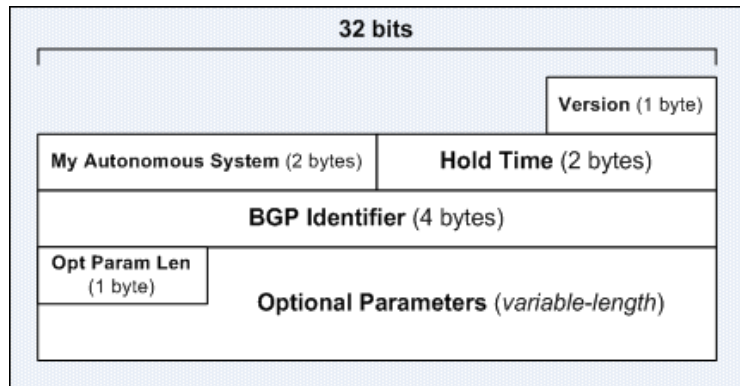 32 bits
Version (1 byte)
My Autonomous System (2 bytes)
Hold Time (2 bytes)
BGP Identifier (4 bytes)
Opt Param Len
(1 byte)
Optional Parameters (variable-length)